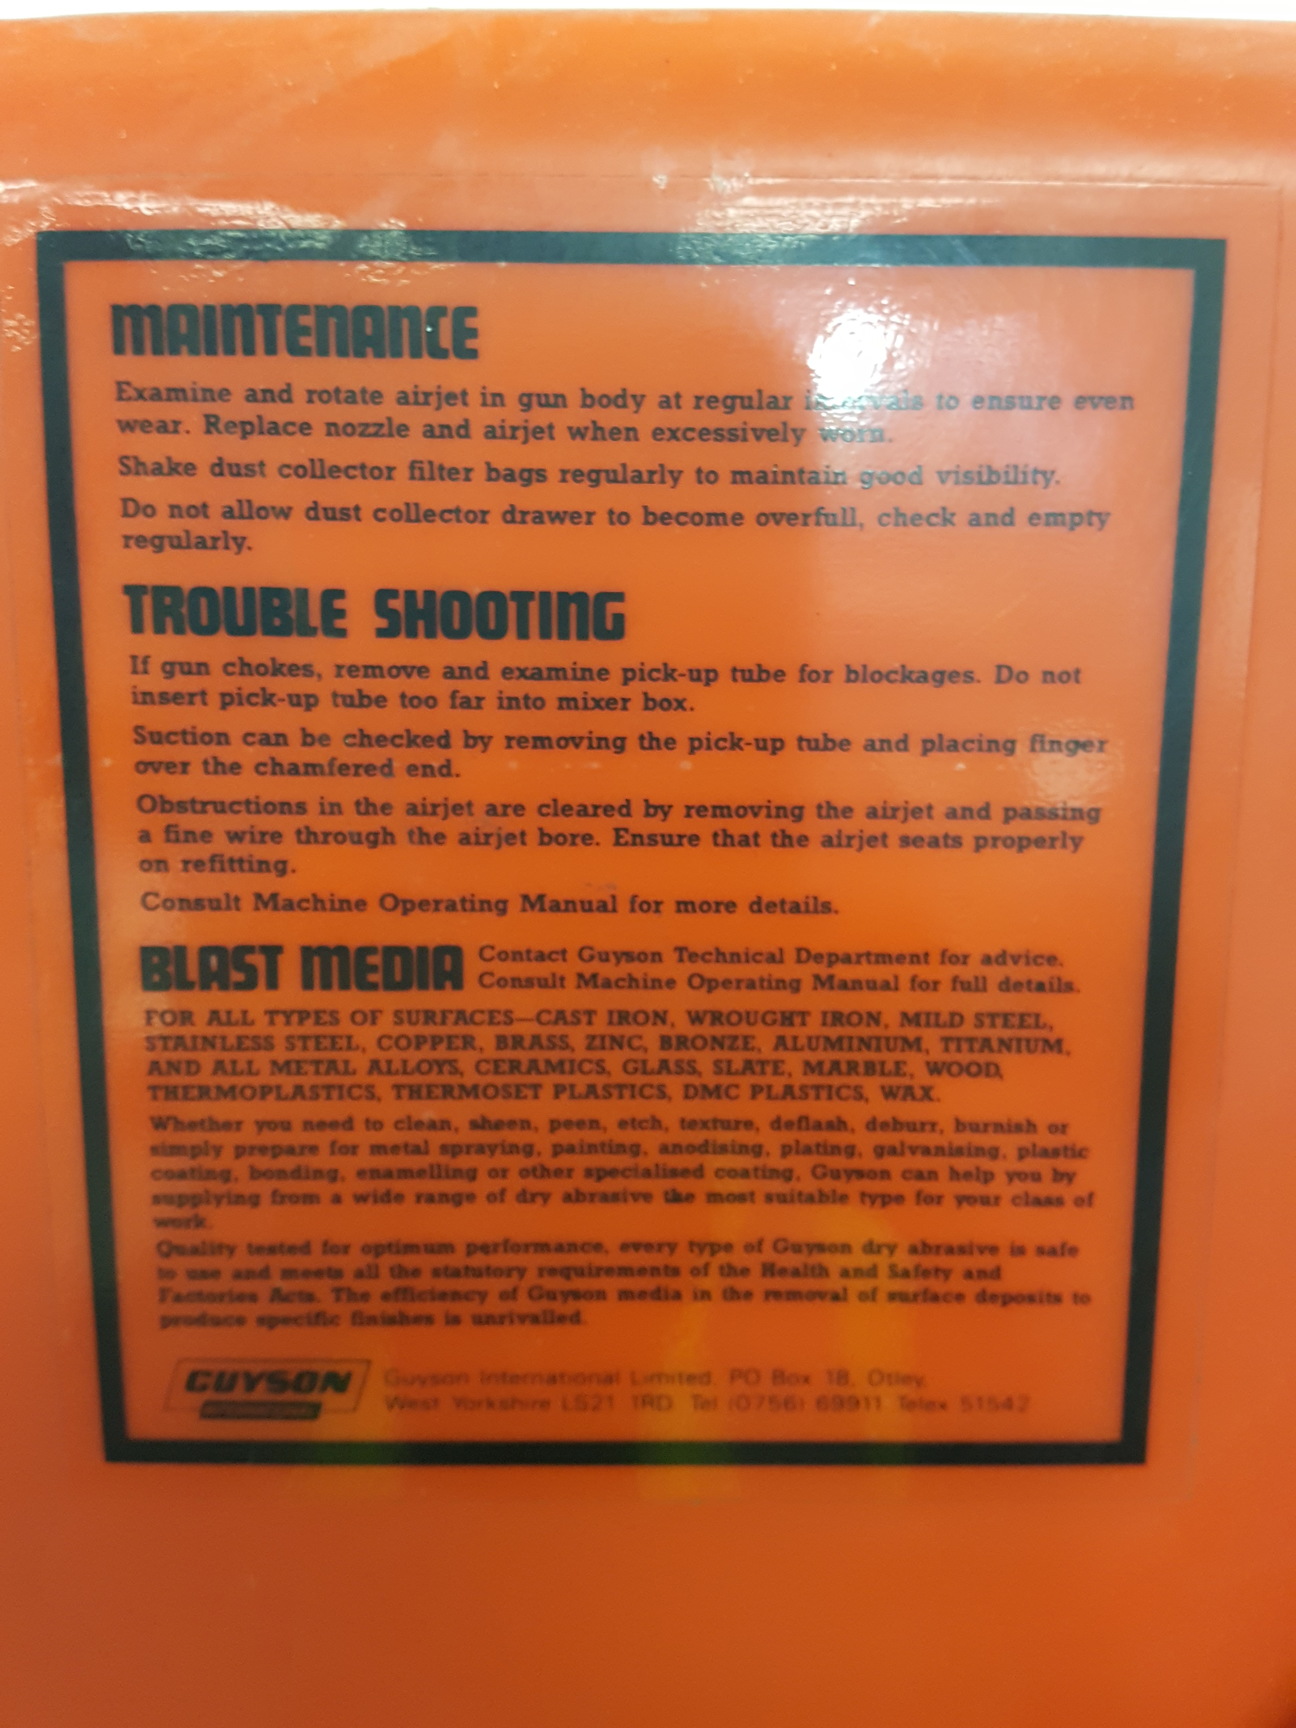 MAINTENANCE
Examine and rotate airjet in gun body at regular intervals to ensure even
wear. Replace nozzle and airjet when excessively worn.
Shake dust collector filter bags regularly to maintain good visibility.
Do not allow dust collector drawer to become overfull, check and empty
regularly.
TROUBLE SHOOTING
If gun chokes, remove and examine pick-up tube for blockages. Do not
insert pick-up tube too far into mixer box.
Suction can be checked by removing the pick-up tube and placing finger
over the chamfered end.
Obstructions in the airjet are cleared by removing the airjet and passing
a fine wire through the airjet bore. Ensure that the airjet seats properly
on refitting.
Consult Machine Operating Manual for more details.
BLAST MEDIA
Contact Guyson Technical Department for advice.
Consult Machine Operating Manual for full details.
FOR ALL TYPES OF SURFACES—CAST IRON, WROUGHT IRON, MILD STEEL,
STAINLESS STEEL, COPPER, BRASS, ZINC, BRONZE, ALUMINIUM, TITANIUM,
AND ALL METAL ALLOYS, CERAMICS, GLASS, SLATE, MARBLE, WOOD,
THERMOPLASTICS, THERMOSET PLASTICS, DMC PLASTICS, WAX.
Whether you need to clean, sheen, peen, etch, texture, deflash, deburr, burnish or
simply prepare for metal spraying, painting, anodising, plating, galvanising, plastic
coating, bonding, enamelling or other specialised coating, Guyson can help you by
supplying from a wide range of dry abrasive the most suitable type for your class of
work.
Quality tested for optimum performance, every type of Guyson dry abrasive is safe
to use and meets all the statutory requirements of the Health and Safety and
Factories Acts. The efficiency of Guyson media in the removal of surface deposits to
produce specific finishes is unrivalled.
GUYSON
Guyson International Limited, PO Box 18, Otley,
West Yorkshire LS21 1RD Tel (0756) 69911 Telex 51542